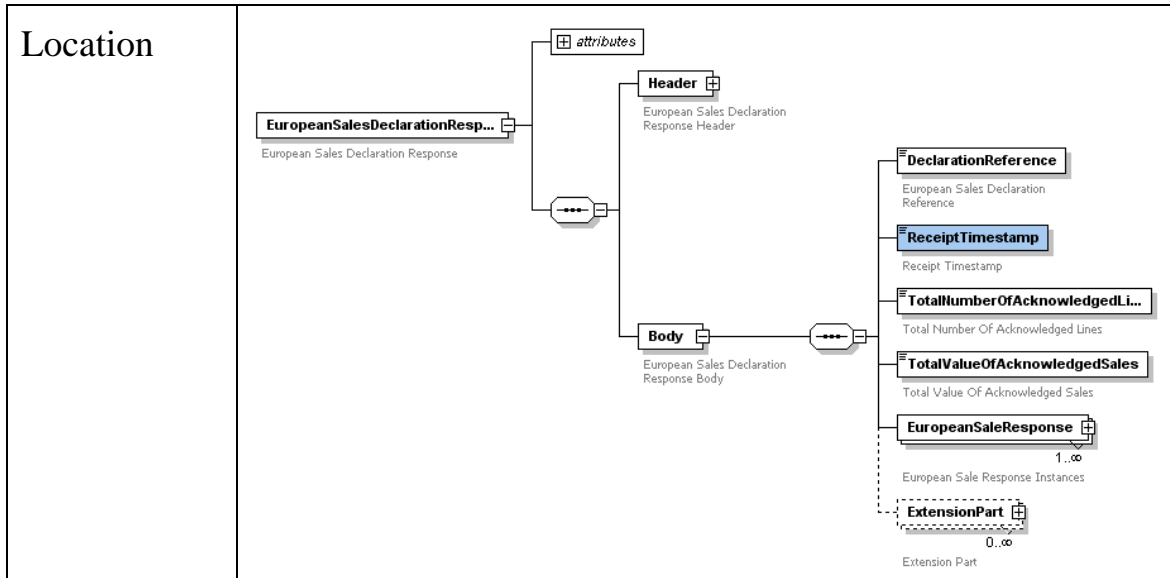 Location
attributes
Header
European Sales Declaration
Response Header
EuropeanSalesDeclarationResp...
European Sales Declaration Response
DeclarationReference
European Sales Declaration
Reference
ReceiptTimestamp
Receipt Timestamp
TotalNumberOfAcknowledgedLi...
Total Number Of Acknowledged Lines
Body
European Sales Declaration
Response Body
TotalValueOfAcknowledgedSales
Total Value Of Acknowledged Sales
EuropeanSaleResponse
1..∞
European Sale Response Instances
ExtensionPart
0..∞
Extension Part